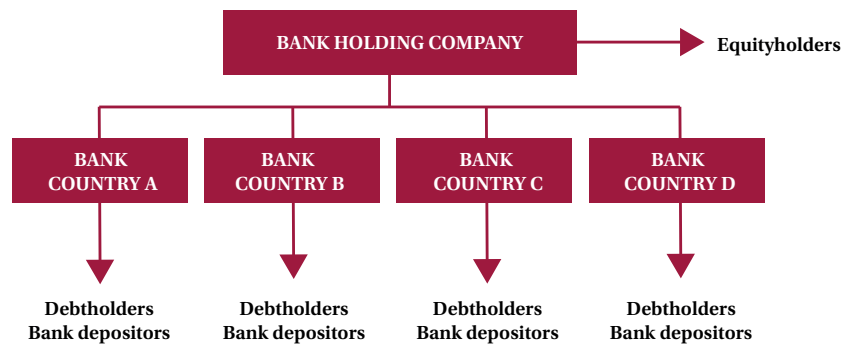 BANK HOLDING COMPANY
Equityholders
BANK
COUNTRY A
BANK
COUNTRY B
BANK
COUNTRY C
BANK
COUNTRY D
Debtholders
Bank depositors
Debtholders
Bank depositors
Debtholders
Bank depositors
Debtholders
Bank depositors